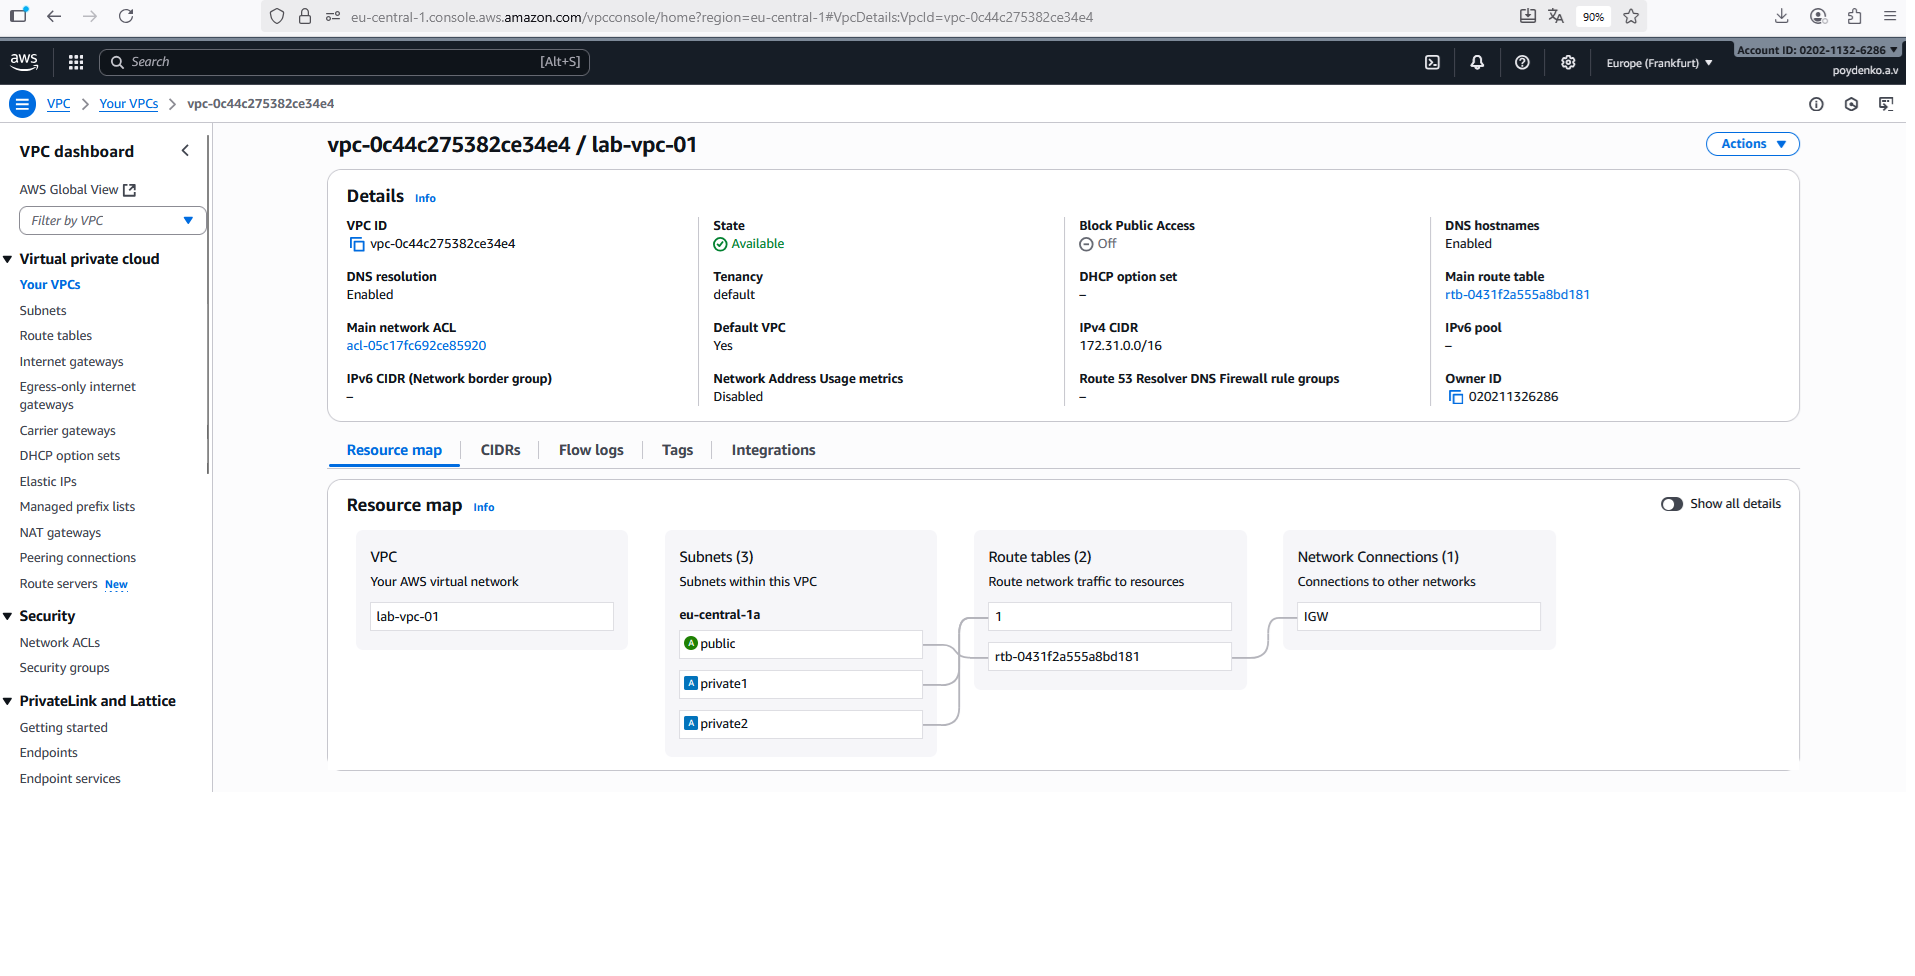 eu-central-1.console.aws.amazon.com/vpcconsole/home?region=eu-central-1#VpcDetails:VpcId=vpc-0c44c275382ce34e4
90%
aws
Search
[Alt+S]
Europe (Frankfurt)
Account ID: 0202-1132-6286
poydenko.a.v
VPC
Your VPCs
vpc-0c44c275382ce34e4
VPC dashboard
AWS Global View
Filter by VPC
Virtual private cloud
Your VPCs
Subnets
Route tables
Internet gateways
Egress-only internet
gateways
Carrier gateways
DHCP option sets
Elastic IPs
Managed prefix lists
NAT gateways
Peering connections
Route servers New
Security
Network ACLs
Security groups
PrivateLink and Lattice
Getting started
Endpoints
Endpoint services
vpc-0c44c275382ce34e4 / lab-vpc-01
Actions
Details Info
VPC ID
vpc-0c44c275382ce34e4
State
Available
Block Public Access
Off
DNS hostnames
Enabled
DNS resolution
Enabled
Tenancy
default
DHCP option set
–
Main route table
rtb-0431f2a555a8bd181
Main network ACL
acl-05c17fc692ce85920
Default VPC
Yes
IPv4 CIDR
172.31.0.0/16
IPv6 pool
–
IPv6 CIDR (Network border group)
–
Network Address Usage metrics
Disabled
Route 53 Resolver DNS Firewall rule groups
–
Owner ID
020211326286
Resource map
CIDRs
Flow logs
Tags
Integrations
Resource map Info
Show all details
VPC
Your AWS virtual network
lab-vpc-01
Subnets (3)
Subnets within this VPC
eu-central-1a
A public
A private1
A private2
Route tables (2)
Route network traffic to resources
1
rtb-0431f2a555a8bd181
Network Connections (1)
Connections to other networks
IGW